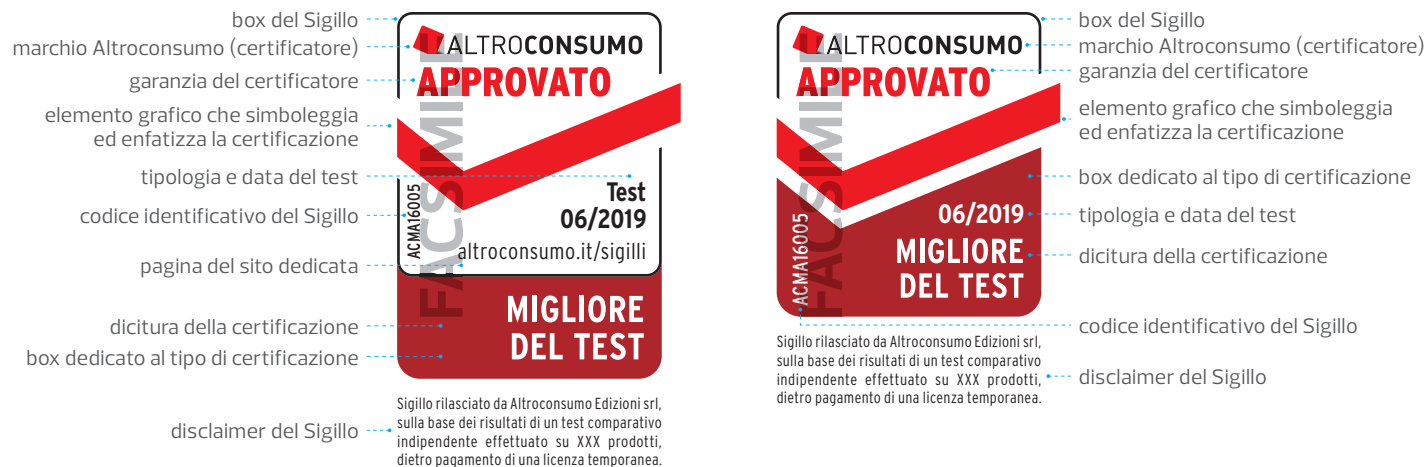 box del Sigillo
marchio Altroconsumo (certificatore)
garanzia del certificatore
elemento grafico che simboleggia
ed enfatizza la certificazione
tipologia e data del test
codice identificativo del Sigillo
pagina del sito dedicata
dicitura della certificazione
box dedicato al tipo di certificazione
disclaimer del Sigillo
ALTROCONSUMO
APPROVATO
FACSIMILE
Test
06/2019
ACMA16005
altroconsumo.it/sigilli
MIGLIORE
DEL TEST
Sigillo rilasciato da Altroconsumo Edizioni srl,
sulla base dei risultati di un test comparativo
indipendente effettuato su XXX prodotti,
dietro pagamento di una licenza temporanea.
ALTROCONSUMO
APPROVATO
FACSIMILE
06/2019
ACMA16005
MIGLIORE
DEL TEST
Sigillo rilasciato da Altroconsumo Edizioni srl,
sulla base dei risultati di un test comparativo
indipendente effettuato su XXX prodotti,
dietro pagamento di una licenza temporanea.
box del Sigillo
marchio Altroconsumo (certificatore)
garanzia del certificatore
elemento grafico che simboleggia
ed enfatizza la certificazione
box dedicato al tipo di certificazione
tipologia e data del test
dicitura della certificazione
codice identificativo del Sigillo
disclaimer del Sigillo